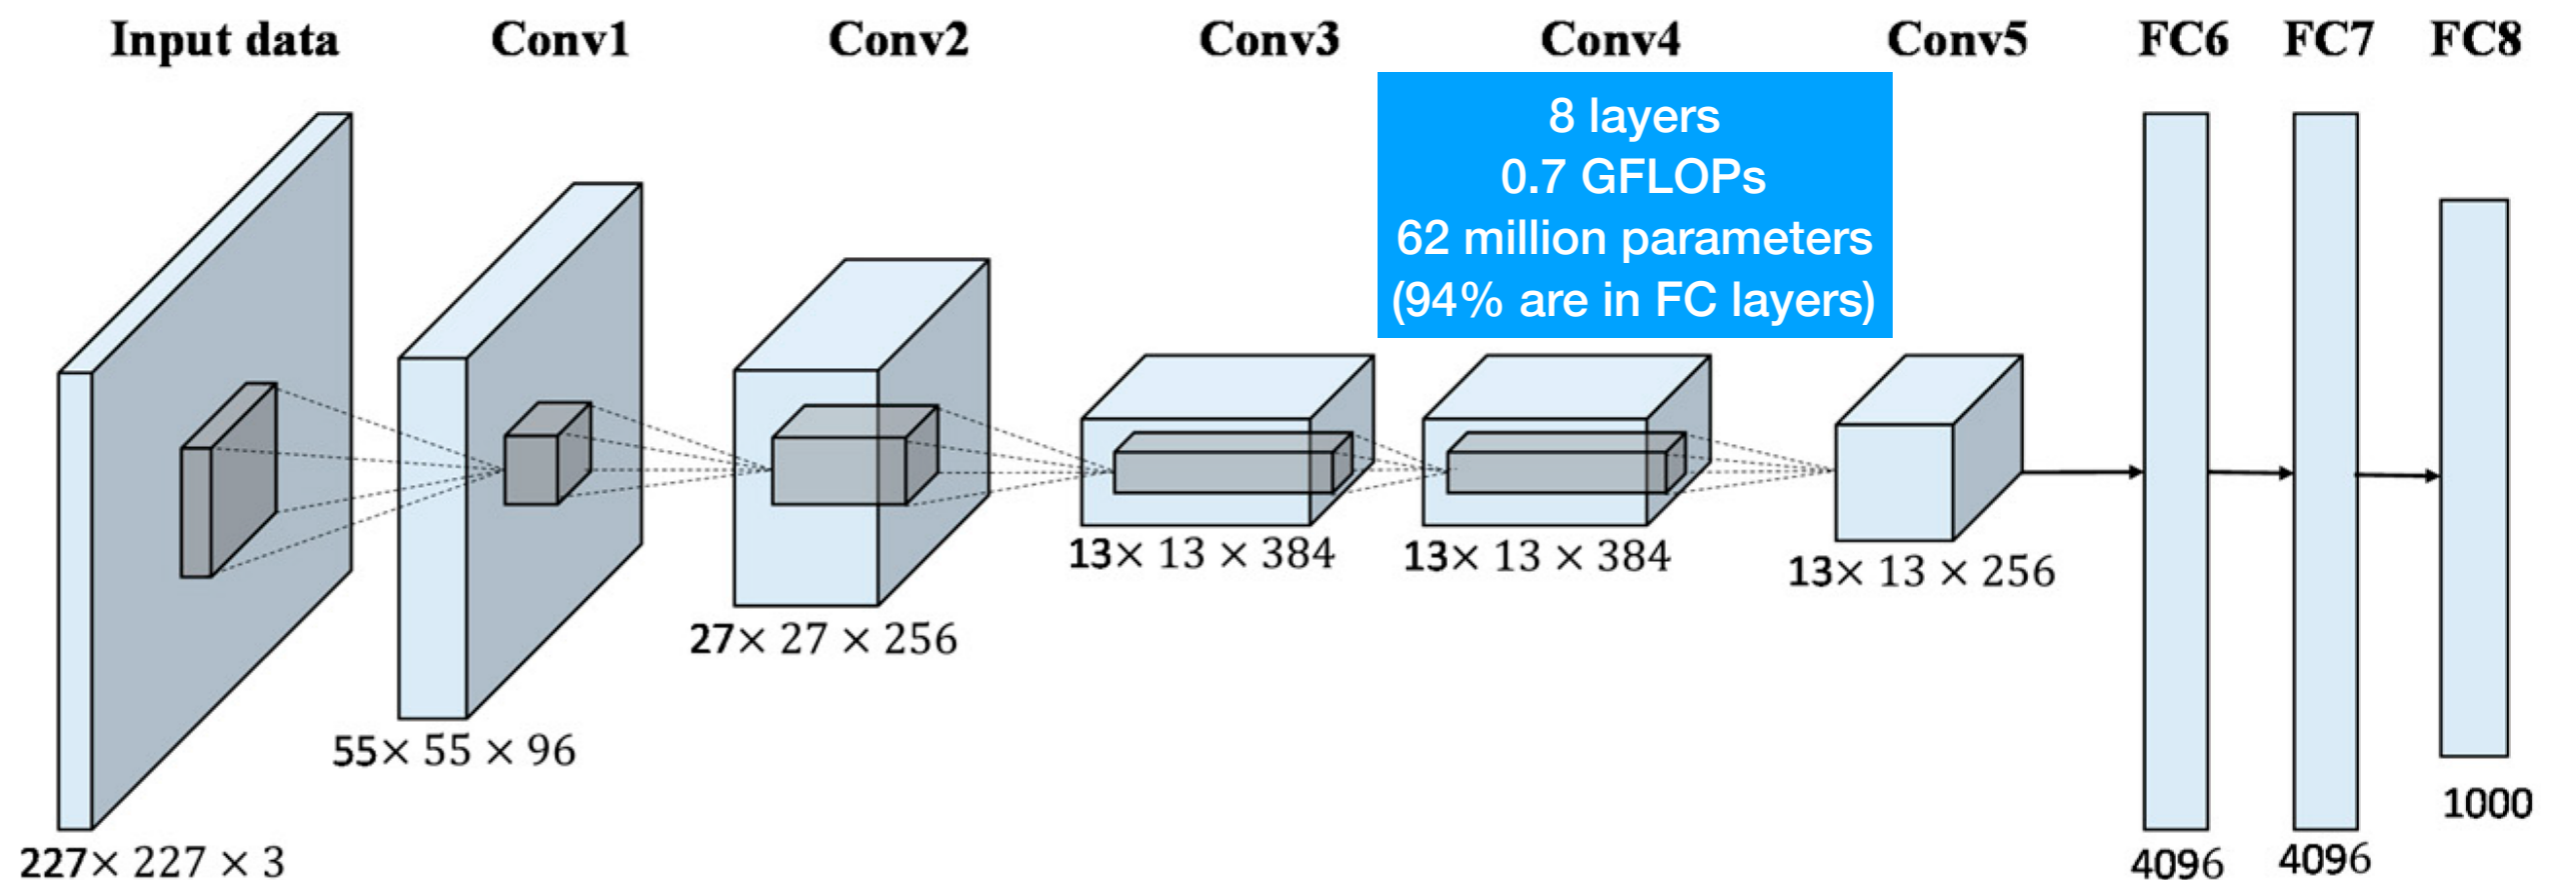 Input data
Conv1
Conv2
Conv3
Conv4
Conv5
FC6
FC7
FC8
8 layers
0.7 GFLOPs
62 million parameters
(94% are in FC layers)
13× 13 × 384
13× 13 × 384
13× 13 × 256
27× 27 × 256
55× 55 × 96
1000
227× 227 × 3
4096
4096